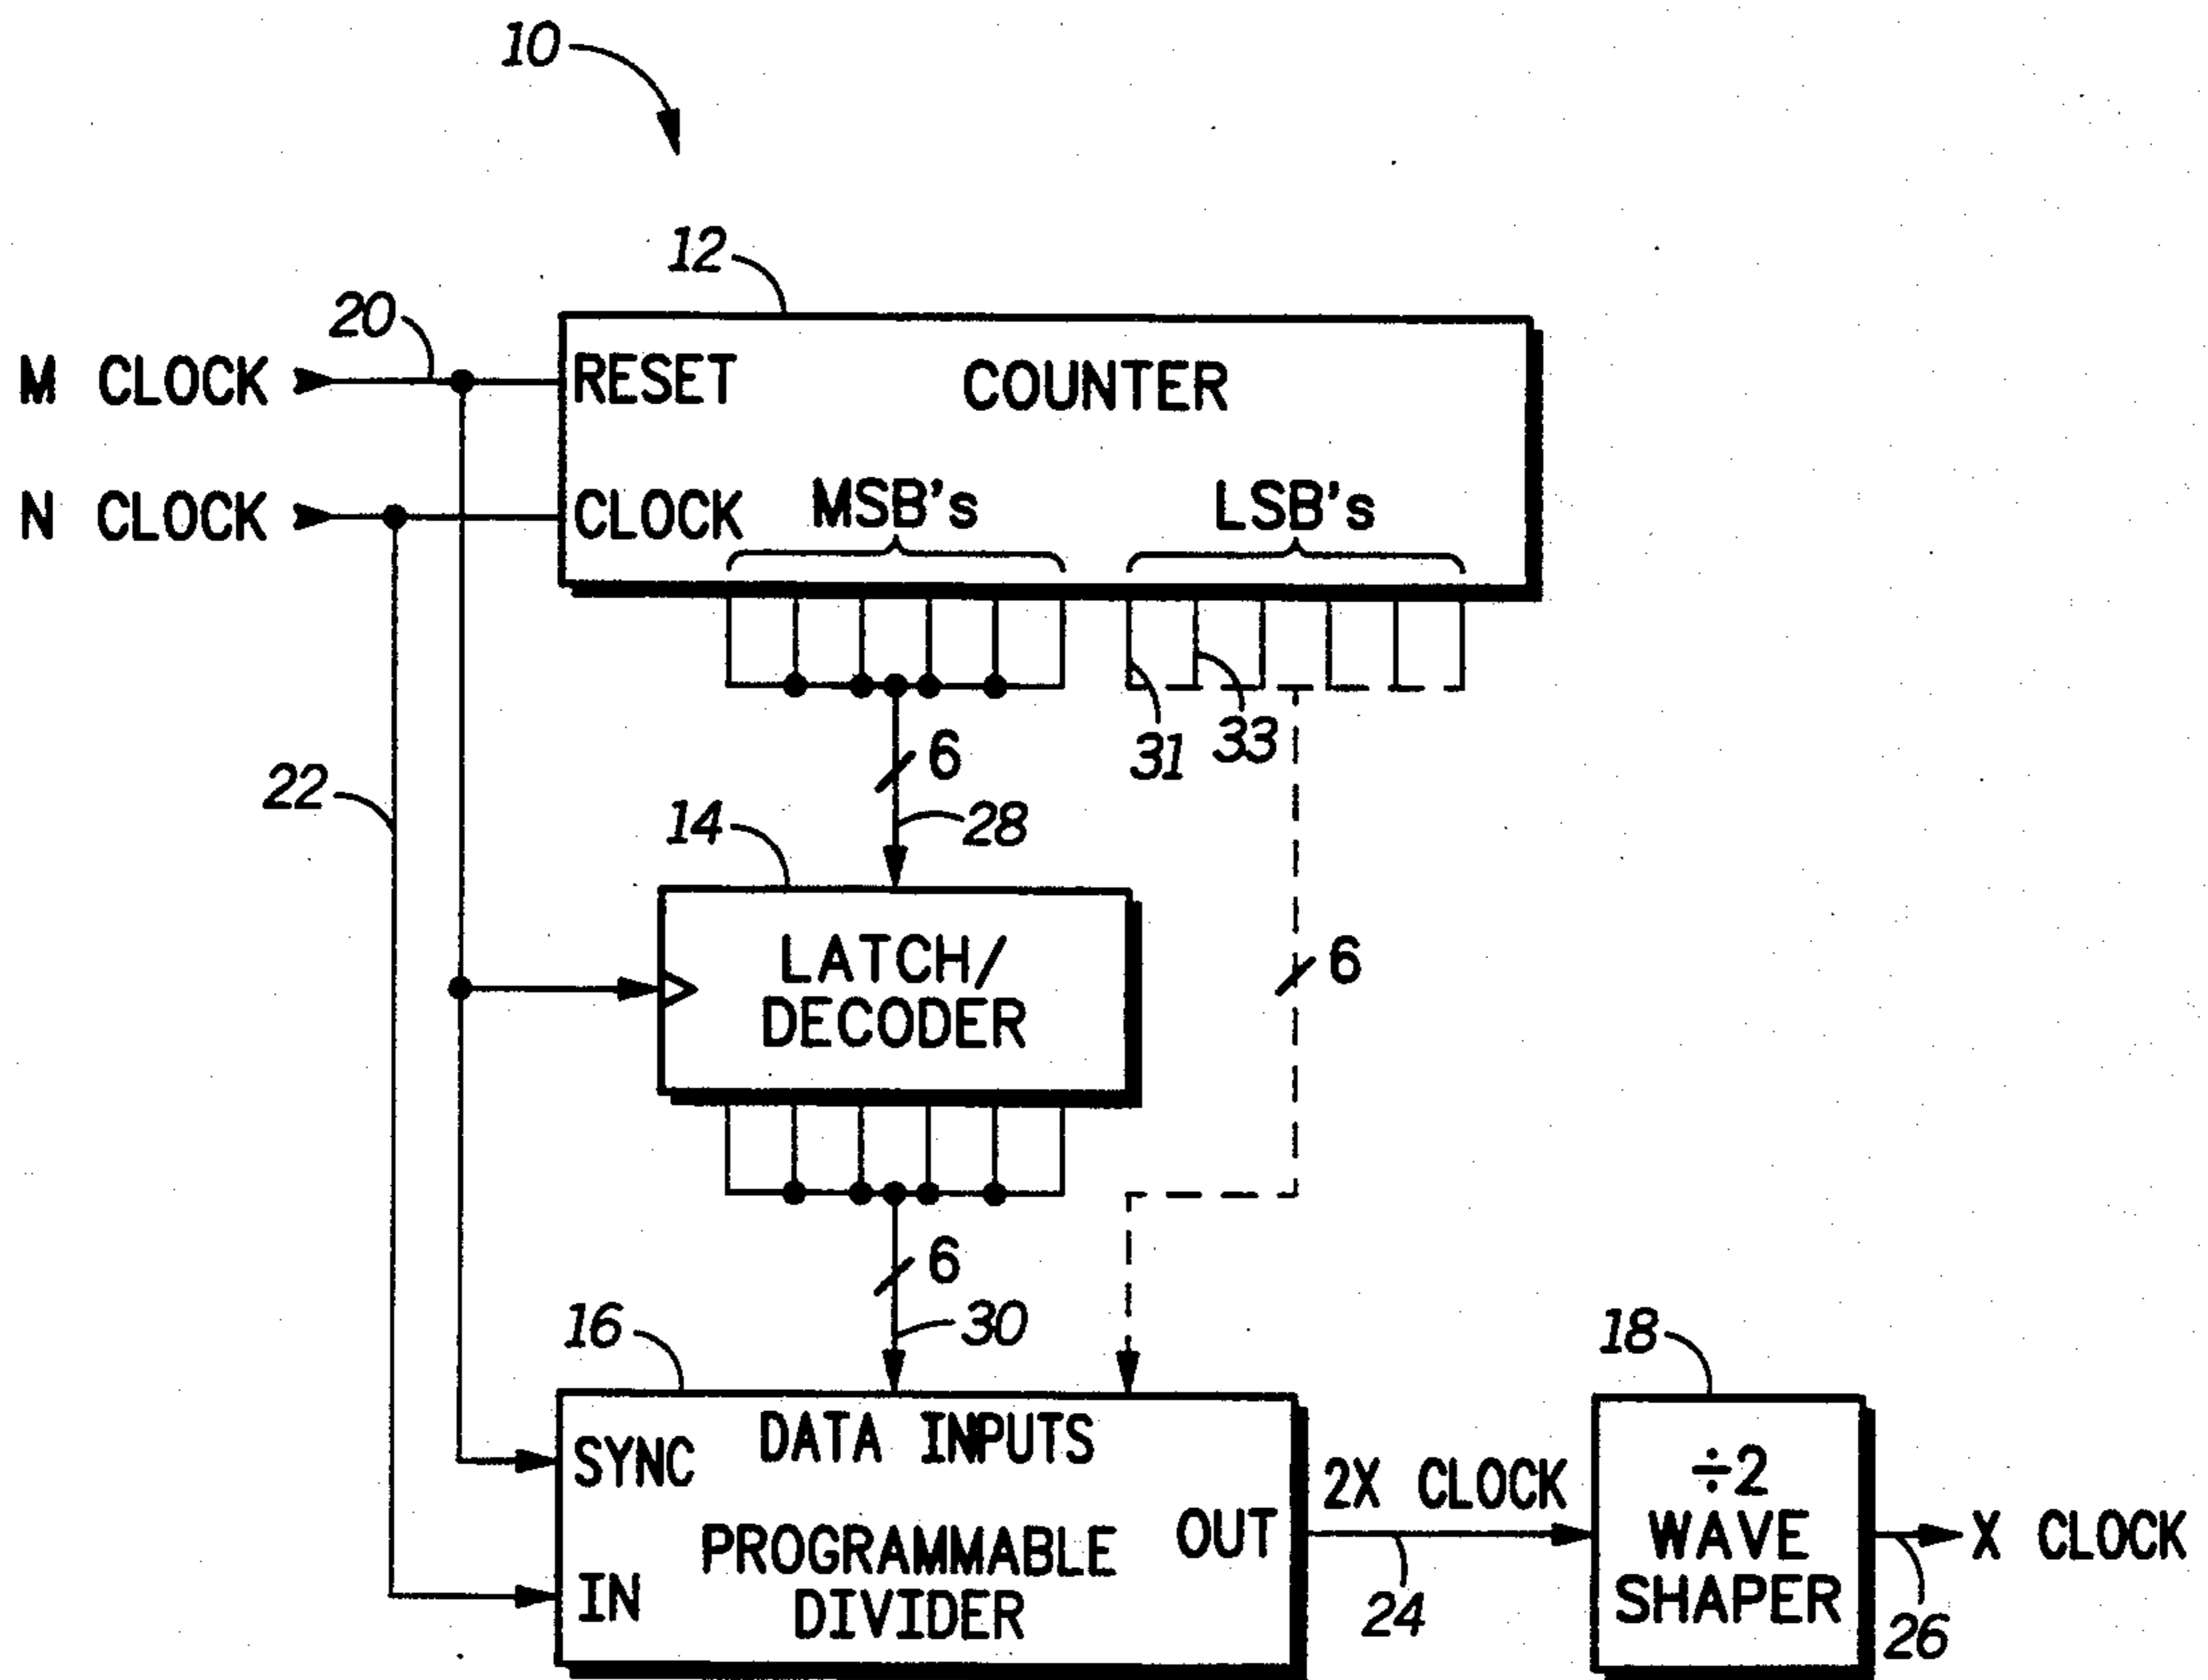 10
12
20
M CLOCK
RESET
COUNTER
N CLOCK
CLOCK
MSB's
LSB's
31
33
6
22
28
14
LATCH/
DECODER
6
6
30
16
18
DATA INPUTS
SYNC
2X CLOCK
÷2
OUT
WAVE
SHAPER
X CLOCK
PROGRAMMABLE
DIVIDER
IN
24
26